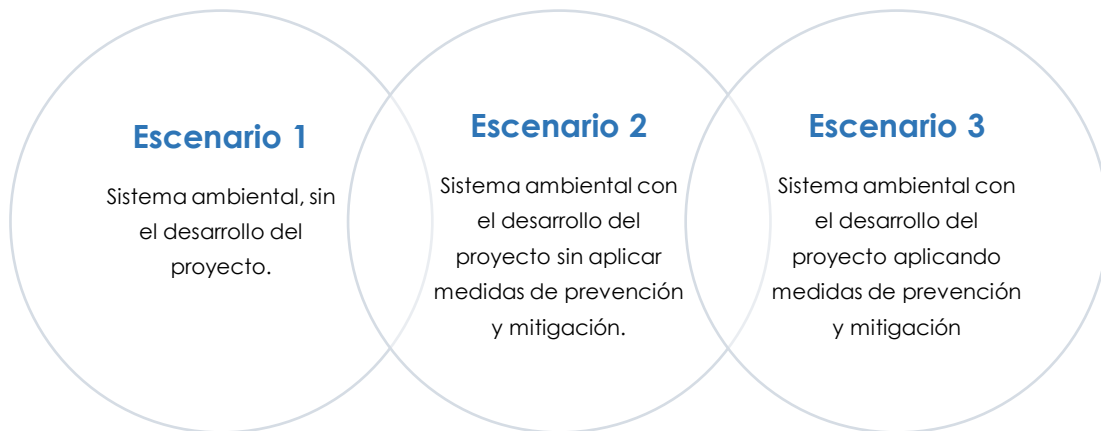 Escenario 1
Sistema ambiental, sin
el desarrollo del
proyecto.
Escenario 2
Sistema ambiental con
el desarrollo del
proyecto sin aplicar
medidas de prevención
y mitigación.
Escenario 3
Sistema ambiental con
el desarrollo del
proyecto aplicando
medidas de prevención
y mitigación